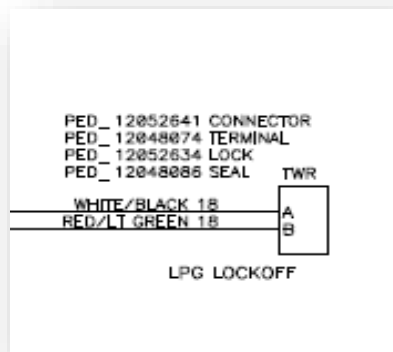 PED_ 12052641 CONNECTOR
PED_ 12048074 TERMINAL
PED_ 12052634 LOCK
PED_ 12048086 SEAL
TWR
WHITE/BLACK 18
A
RED/LT GREEN 18
B
LPG LOCKOFF